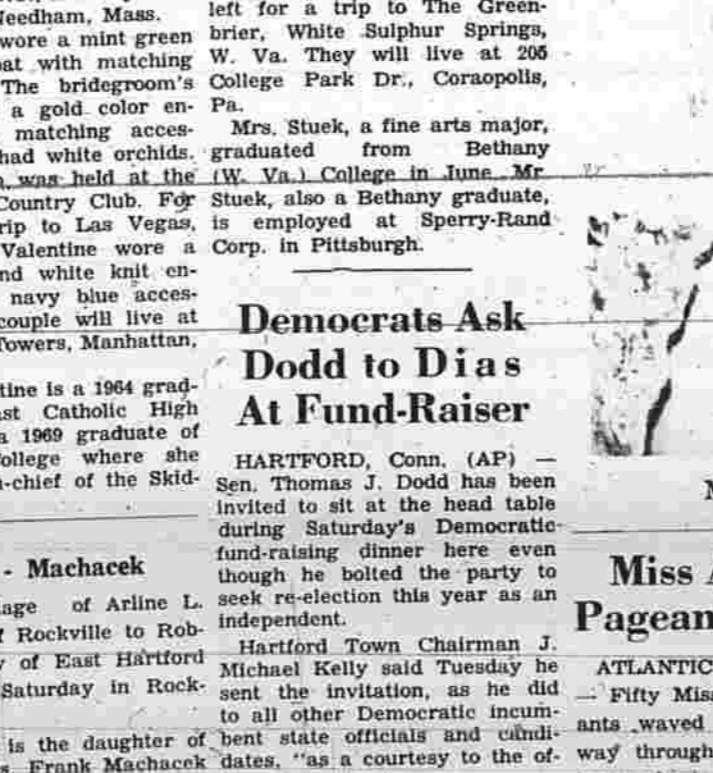 Needham, Mass.
wore a mint green
with matching
The bridegroom's
a gold color en-
matching acces-
had white orchids.
was held at the
Country Club. For
trip to Las Vegas,
Valentine wore a
and white knit en-
navy blue acces-
couple will live at
Towers, Manhattan,
is a 1964 grad-
Catholic High
a 1969 graduate of
College where she
of the Skid-
- Machacek
of Arline L.
Rockville to Rob-
of East Hartford
Saturday in Rock-
is the daughter of
Frank Machacek
left for a trip to The Green-
brier, White Sulphur Springs,
W. Va. They will live at 205
College Park Dr., Coraopolis,
Pa.
Mrs. Stuek, a fine arts major,
graduated from Bethany
(W. Va.) College in June. Mr.
Stuek, also a Bethany graduate,
is employed at Sperry-Rand
Corp. in Pittsburgh.
Democrats Ask
Dodd to Dias
At Fund-Raiser
HARTFORD, Conn. (AP) —
Sen. Thomas J. Dodd has been
invited to sit at the head table
during Saturday's Democratic
fund-raising dinner here even
though he bolted the party to
seek re-election this year as an
independent.
Hartford Town Chairman J.
Michael Kelly said Tuesday he
sent the invitation, as he did
to all other Democratic incum-
bent state officials and candi-
dates, "as a courtesy to the of-
Miss
Pagean
ATLANTIC
— Fifty Miss
ants waved
way through